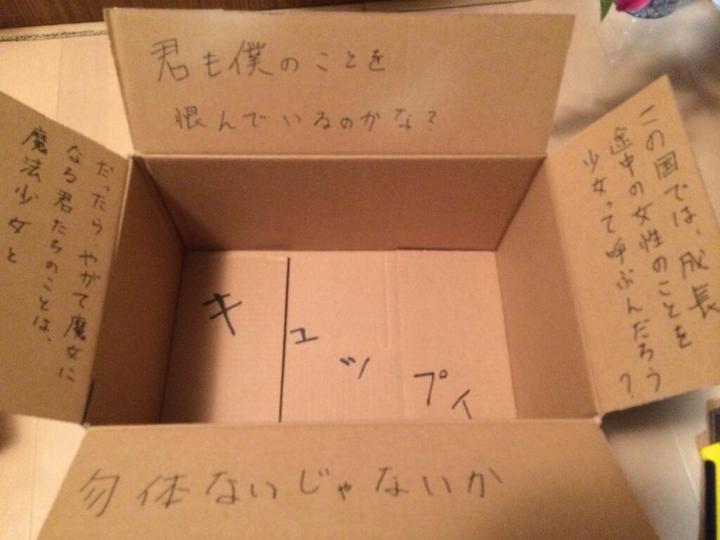 君も僕のことを
恨んでいるのかな?
この国では、成長
途中の女性のことを
少女って呼ぶんだろう?
だったら、やがて魔女に
なる君たちのことは、
魔法少女と
キュップイ
勿体ないじゃないか